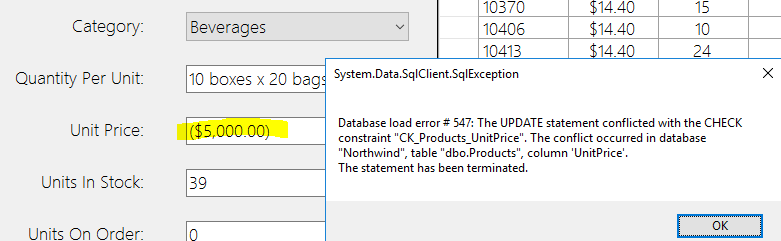 Category: Beverages
10370 $14.40 15
10406 $14.40 10
10413 $14.40 24
System.Data.SqlClient.SqlException
Quantity Per Unit: 10 boxes x 20 bags
Database load error # 547: The UPDATE statement conflicted with the CHECK
constraint "CK_Products_UnitPrice". The conflict occurred in database
"Northwind", table "dbo.Products", column 'UnitPrice'.
The statement has been terminated.
Unit Price: ($5,000.00)
Units In Stock: 39
Units On Order: 0
OK